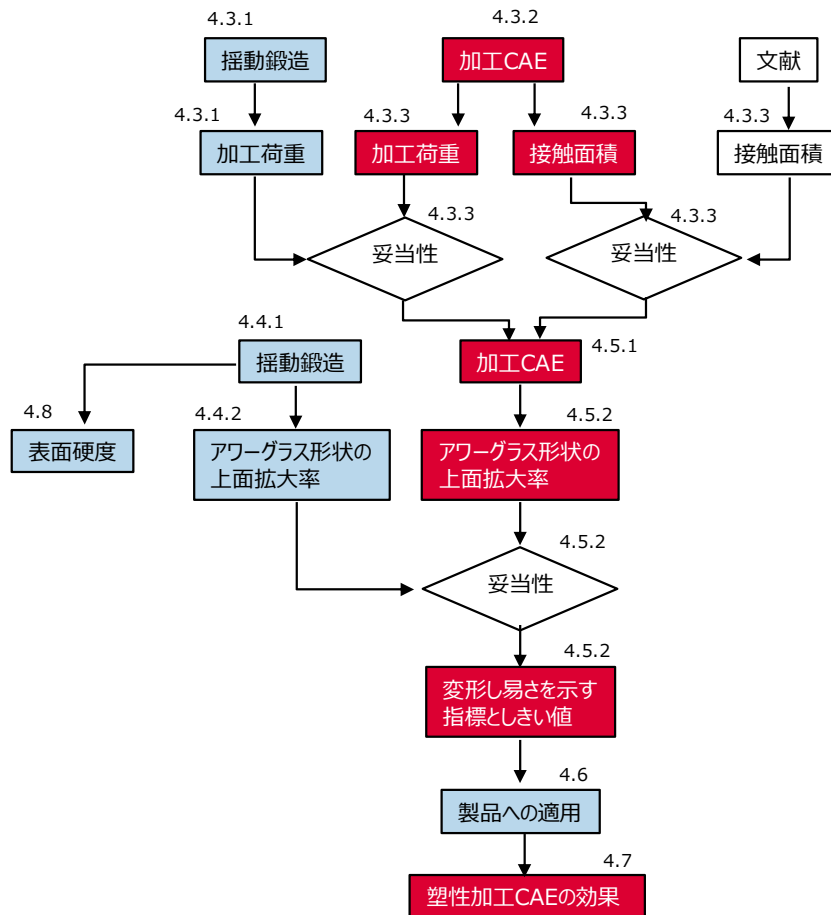 4.3.1
4.3.2
揺動鍛造
加工CAE
文献
4.3.1
4.3.3
4.3.3
4.3.3
加工荷重
加工荷重
接触面積
接触面積
4.3.3
4.3.3
妥当性
妥当性
4.4.1
4.5.1
揺動鍛造
加工CAE
4.8
4.4.2
4.5.2
表面硬度
アワーグラス形状の
上面拡大率
アワーグラス形状の
上面拡大率
4.5.2
妥当性
4.5.2
変形し易さを示す
指標としきい値
4.6
製品への適用
4.7
塑性加工CAEの効果